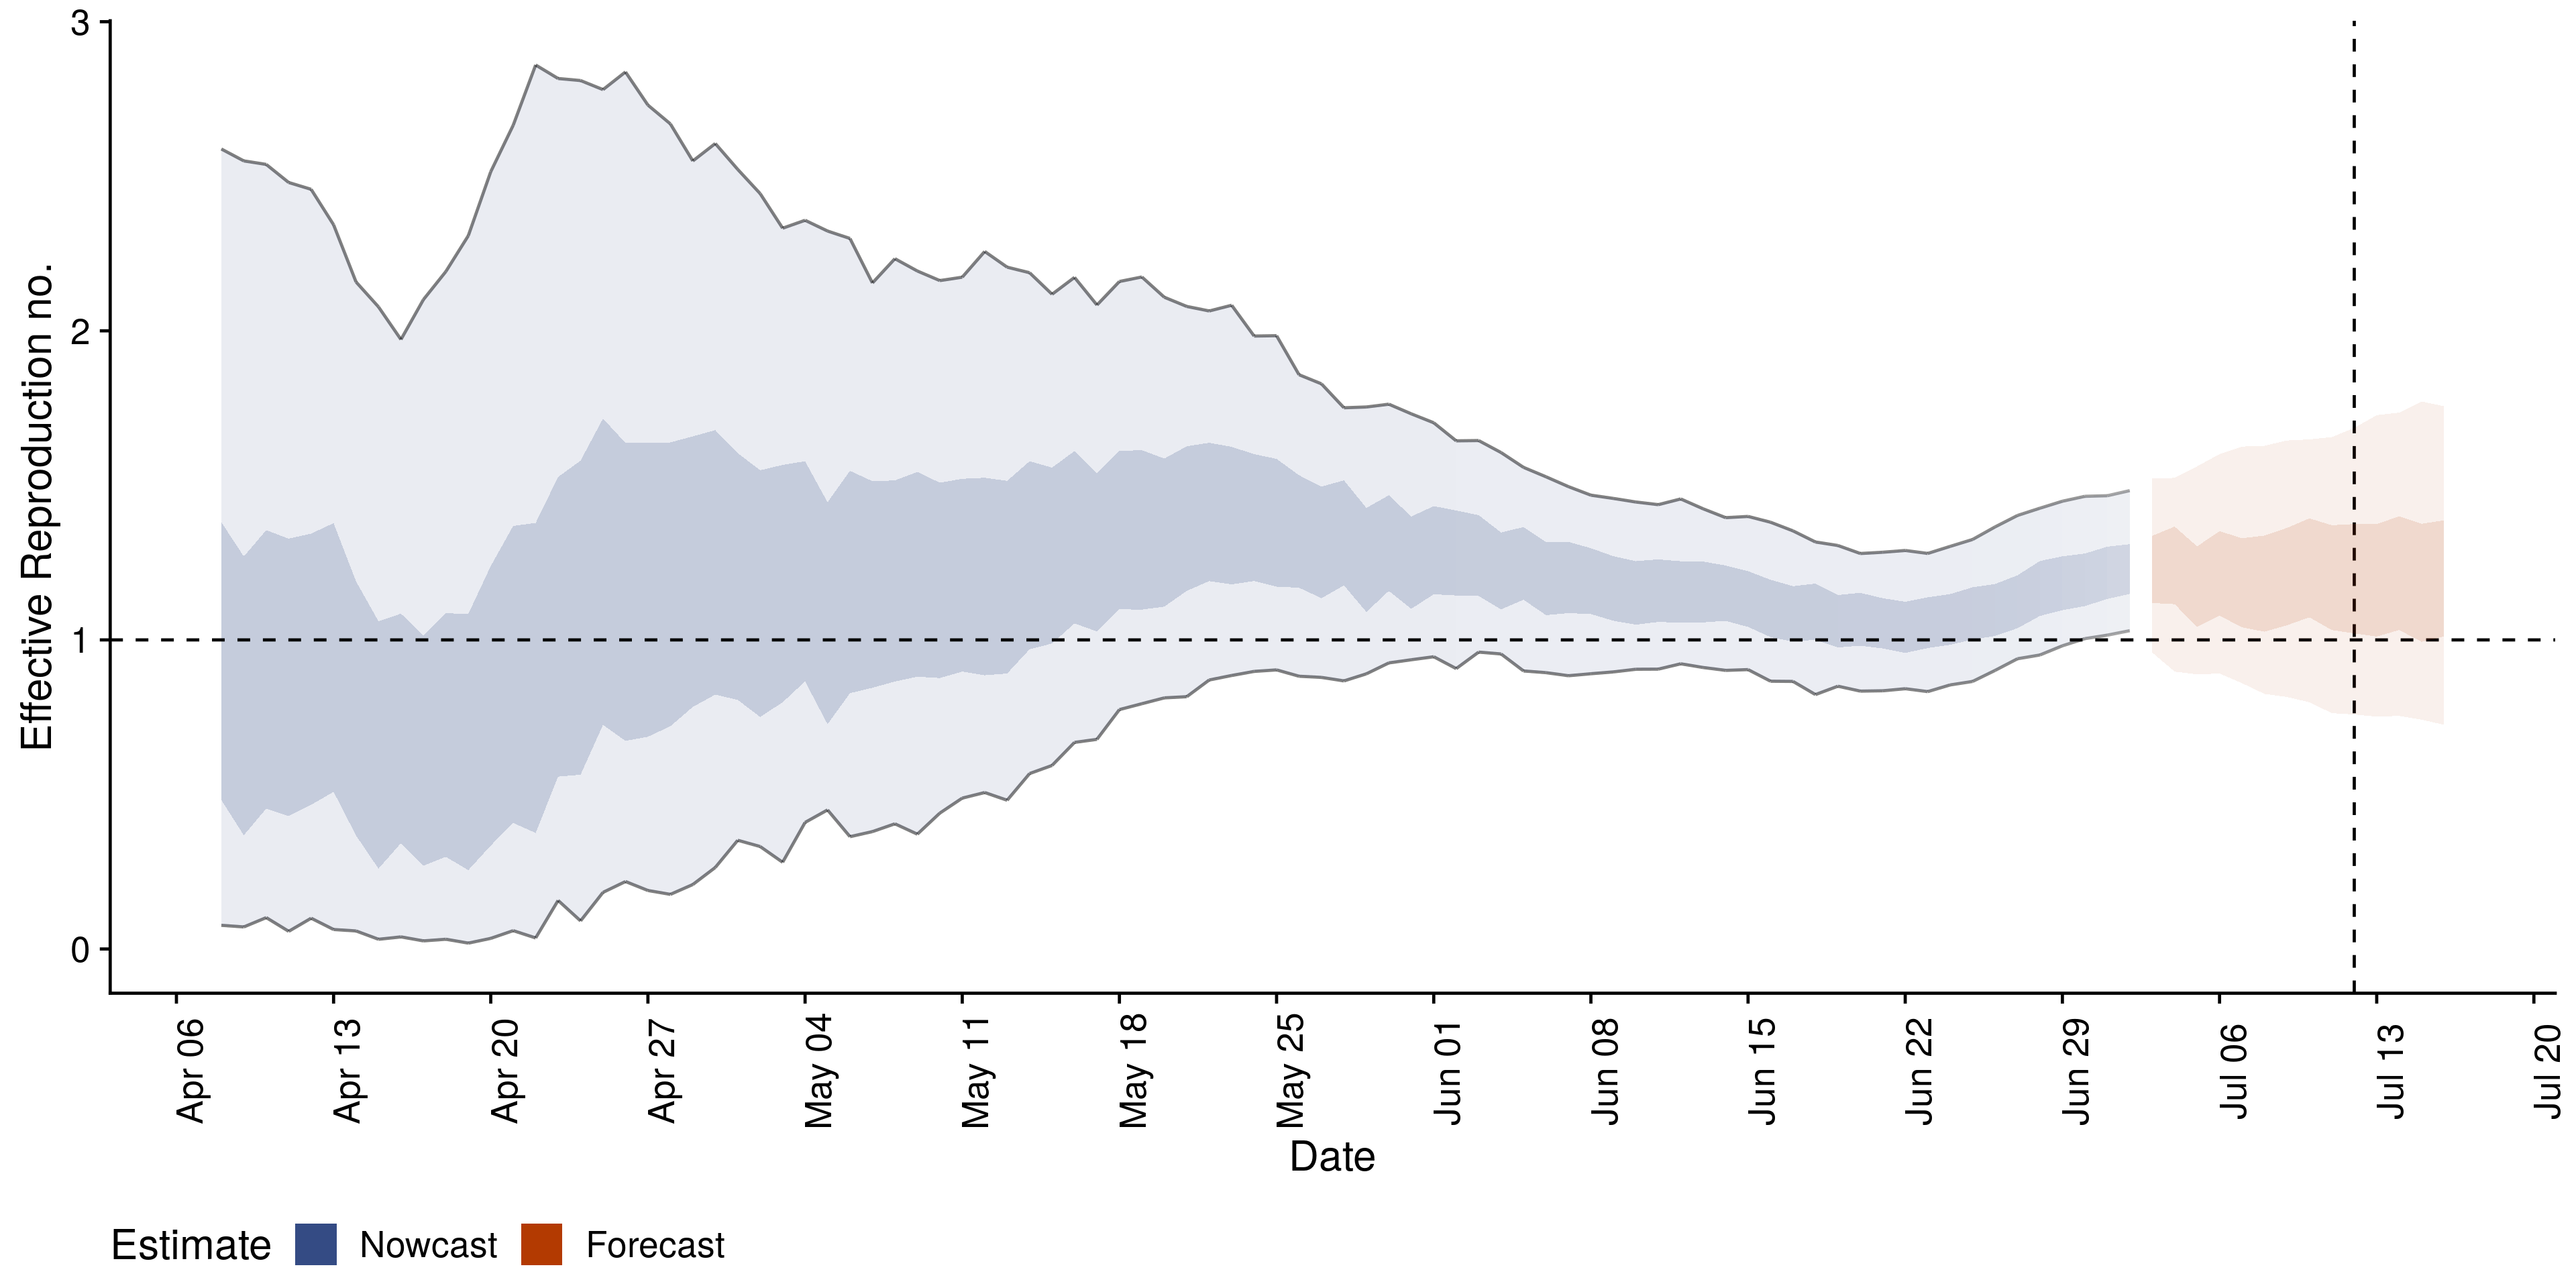 Effective Reproduction no.
3
2
1
0
Apr 06
Apr 13
Apr 20
Apr 27
May 04
May 11
May 18
May 25
Jun 01
Jun 08
Jun 15
Jun 22
Jun 29
Jul 06
Jul 13
Jul 20
Date
Estimate Nowcast Forecast